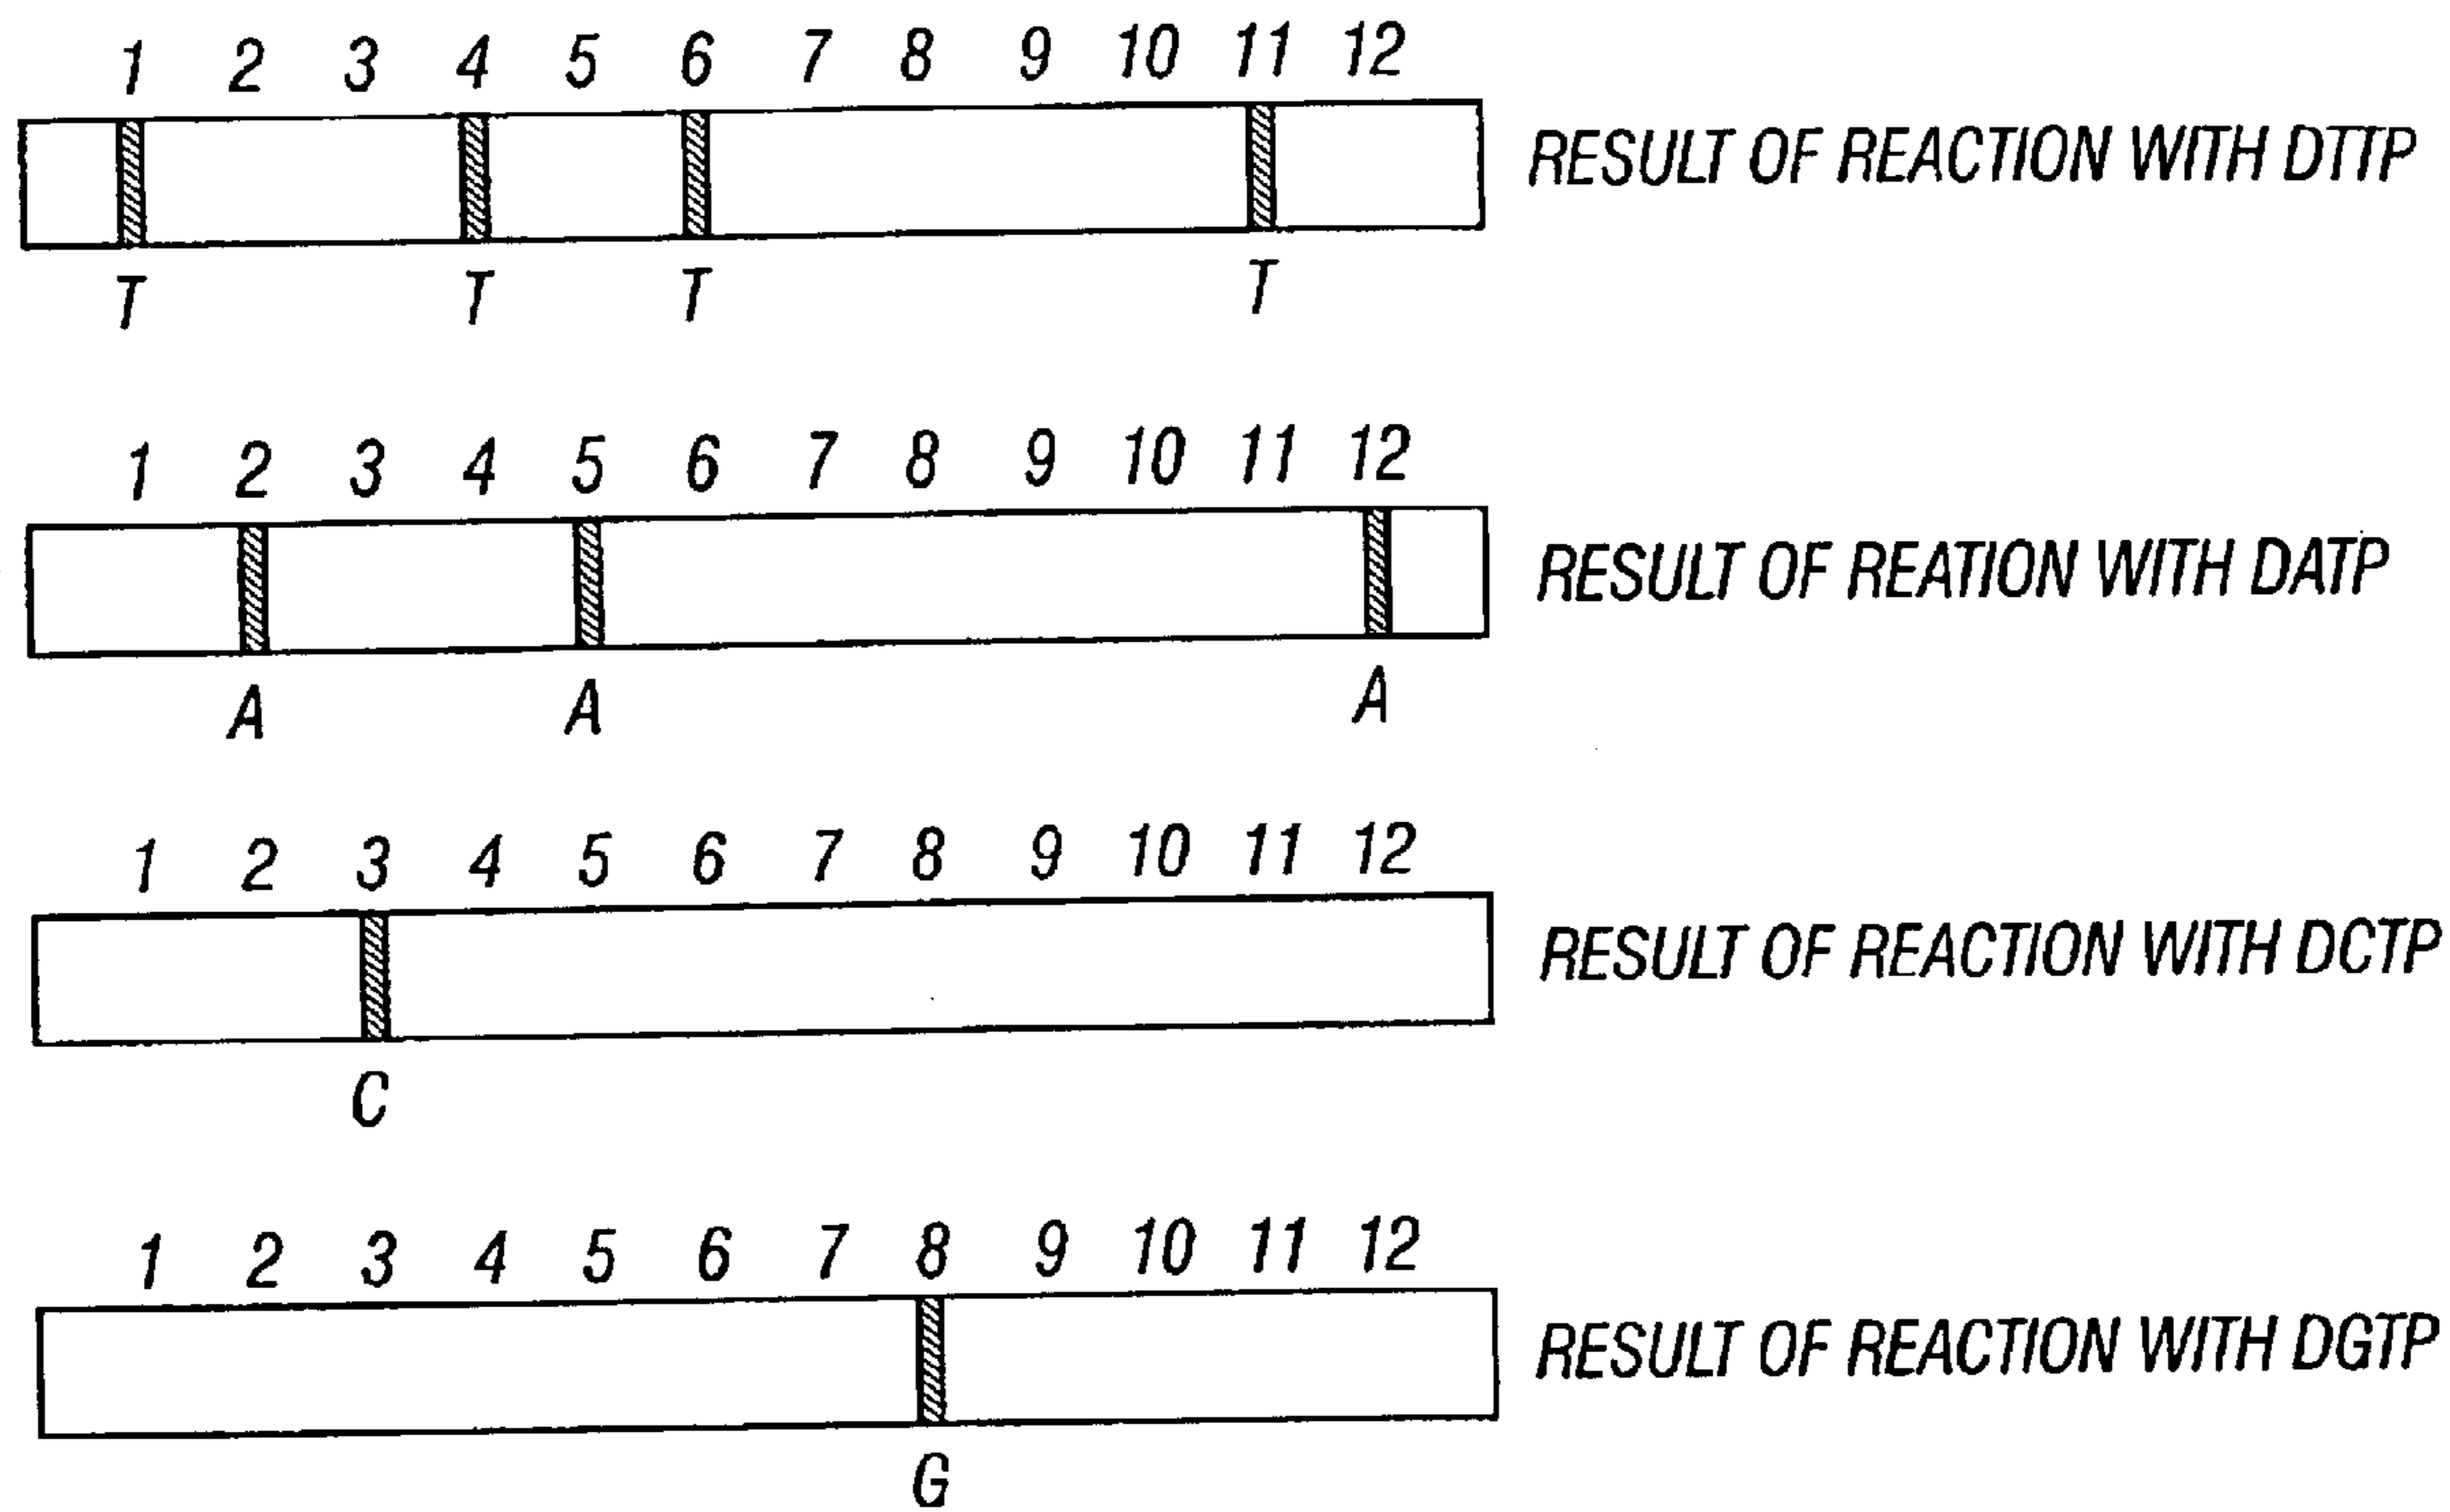 1 2 3 4 5 6 7 8 9 10 11 12
RESULT OF REACTION WITH DTTP
T T T T
1 2 3 4 5 6 7 8 9 10 11 12
RESULT OF REATION WITH DATP
A A A
1 2 3 4 5 6 7 8 9 10 11 12
RESULT OF REACTION WITH DCTP
C
1 2 3 4 5 6 7 8 9 10 11 12
RESULT OF REACTION WITH DGTP
G